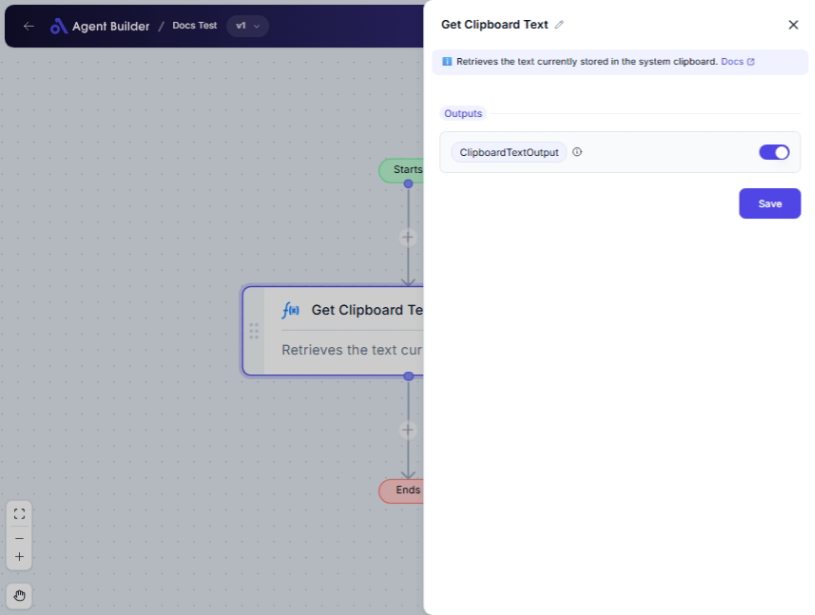 Agent Builder / Docs Test v1
Get Clipboard Text
Retrieves the text currently stored in the system clipboard. Docs
Outputs
ClipboardTextOutput
Save
Starts
Get Clipboard Te
Retrieves the text cur
Ends